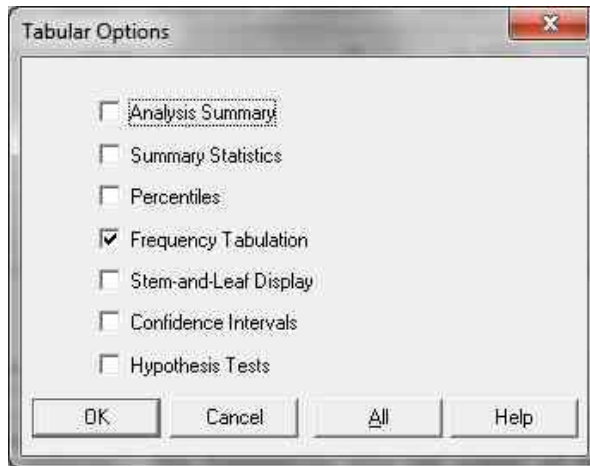 Tabular Options
Analysis Summary
Summary Statistics
Percentiles
Frequency Tabulation
Stem-and-Leaf Display
Confidence Intervals
Hypothesis Tests
OK Cancel All Help